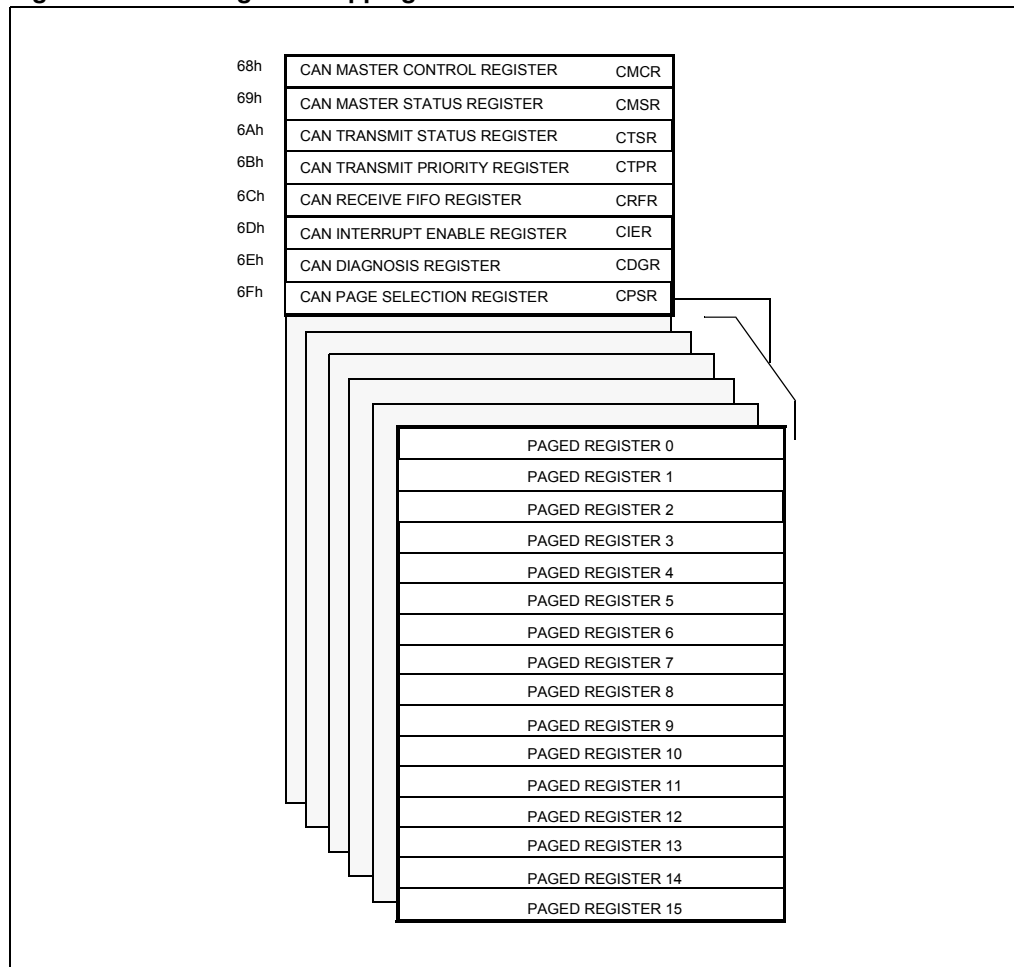 68h CAN MASTER CONTROL REGISTER CMCR
69h CAN MASTER STATUS REGISTER CMSR
6Ah CAN TRANSMIT STATUS REGISTER CTSR
6Bh CAN TRANSMIT PRIORITY REGISTER CTPR
6Ch CAN RECEIVE FIFO REGISTER CRFR
6Dh CAN INTERRUPT ENABLE REGISTER CIER
6Eh CAN DIAGNOSIS REGISTER CDGR
6Fh CAN PAGE SELECTION REGISTER CPSR
PAGED REGISTER 0
PAGED REGISTER 1
PAGED REGISTER 2
PAGED REGISTER 3
PAGED REGISTER 4
PAGED REGISTER 5
PAGED REGISTER 6
PAGED REGISTER 7
PAGED REGISTER 8
PAGED REGISTER 9
PAGED REGISTER 10
PAGED REGISTER 11
PAGED REGISTER 12
PAGED REGISTER 13
PAGED REGISTER 14
PAGED REGISTER 15